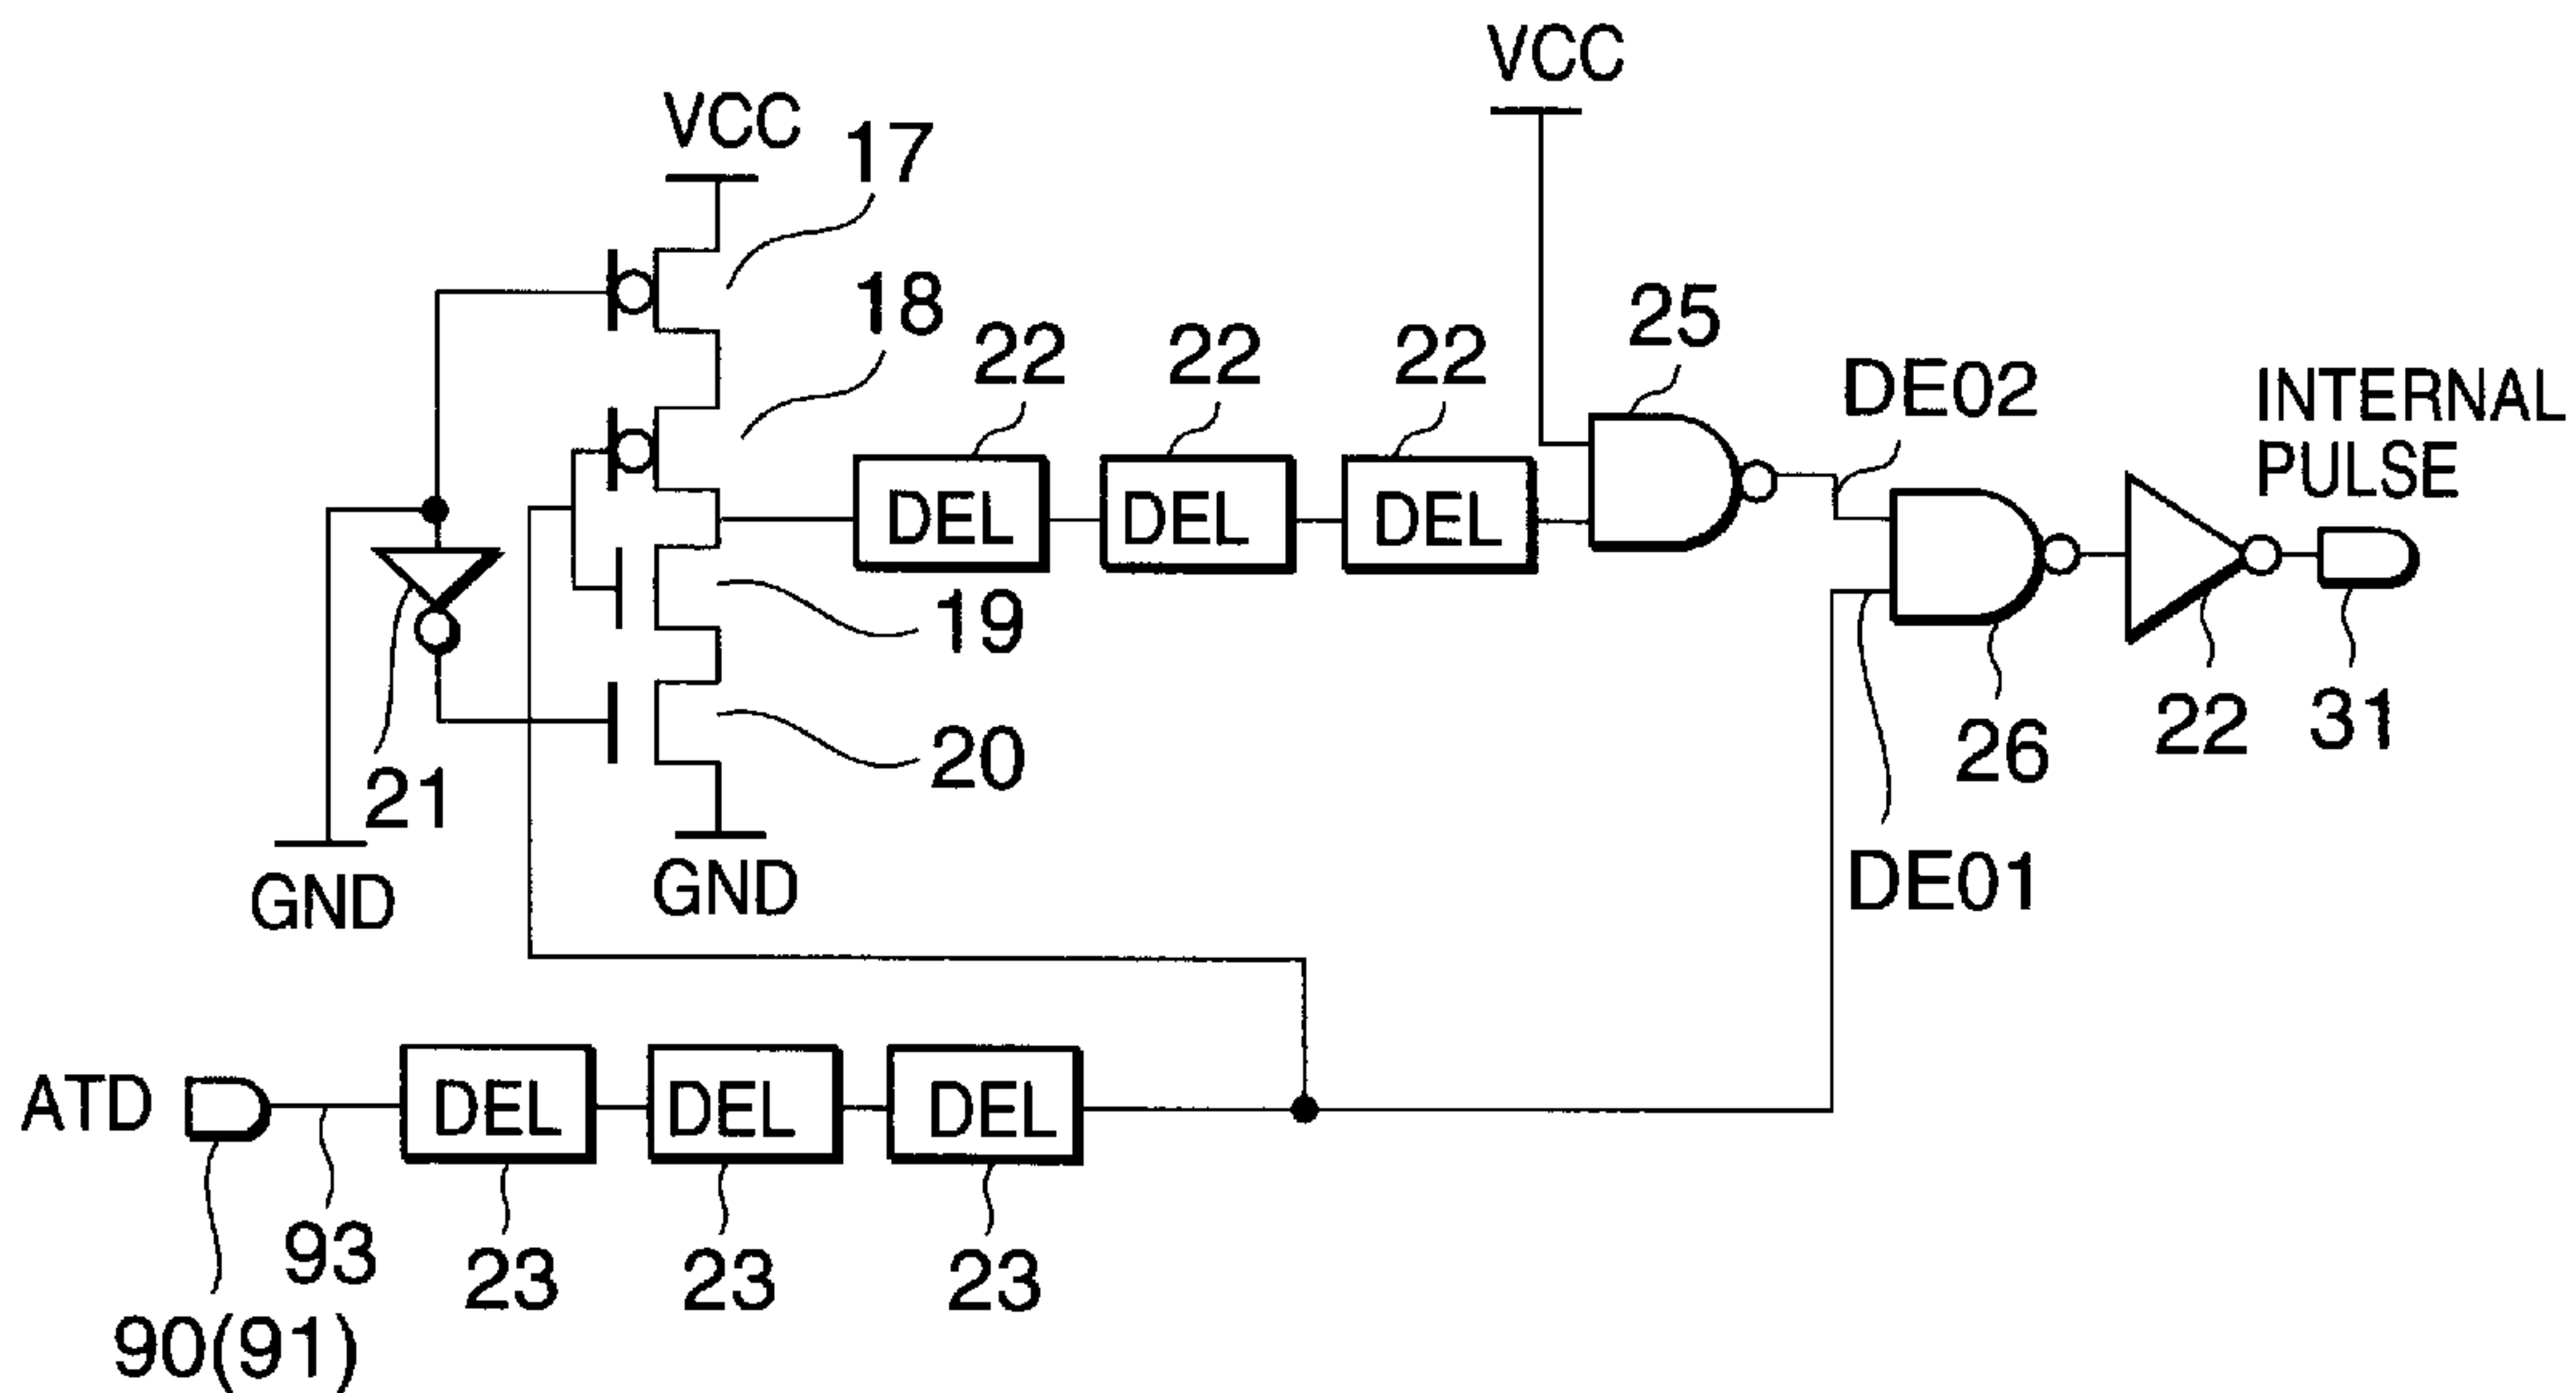 VCC
VCC
17
18
22
22
22
25
DE02
INTERNAL
PULSE
DEL
DEL
DEL
19
20
21
26
22
31
GND
GND
DE01
ATD
DEL
DEL
DEL
93
23
23
23
90(91)